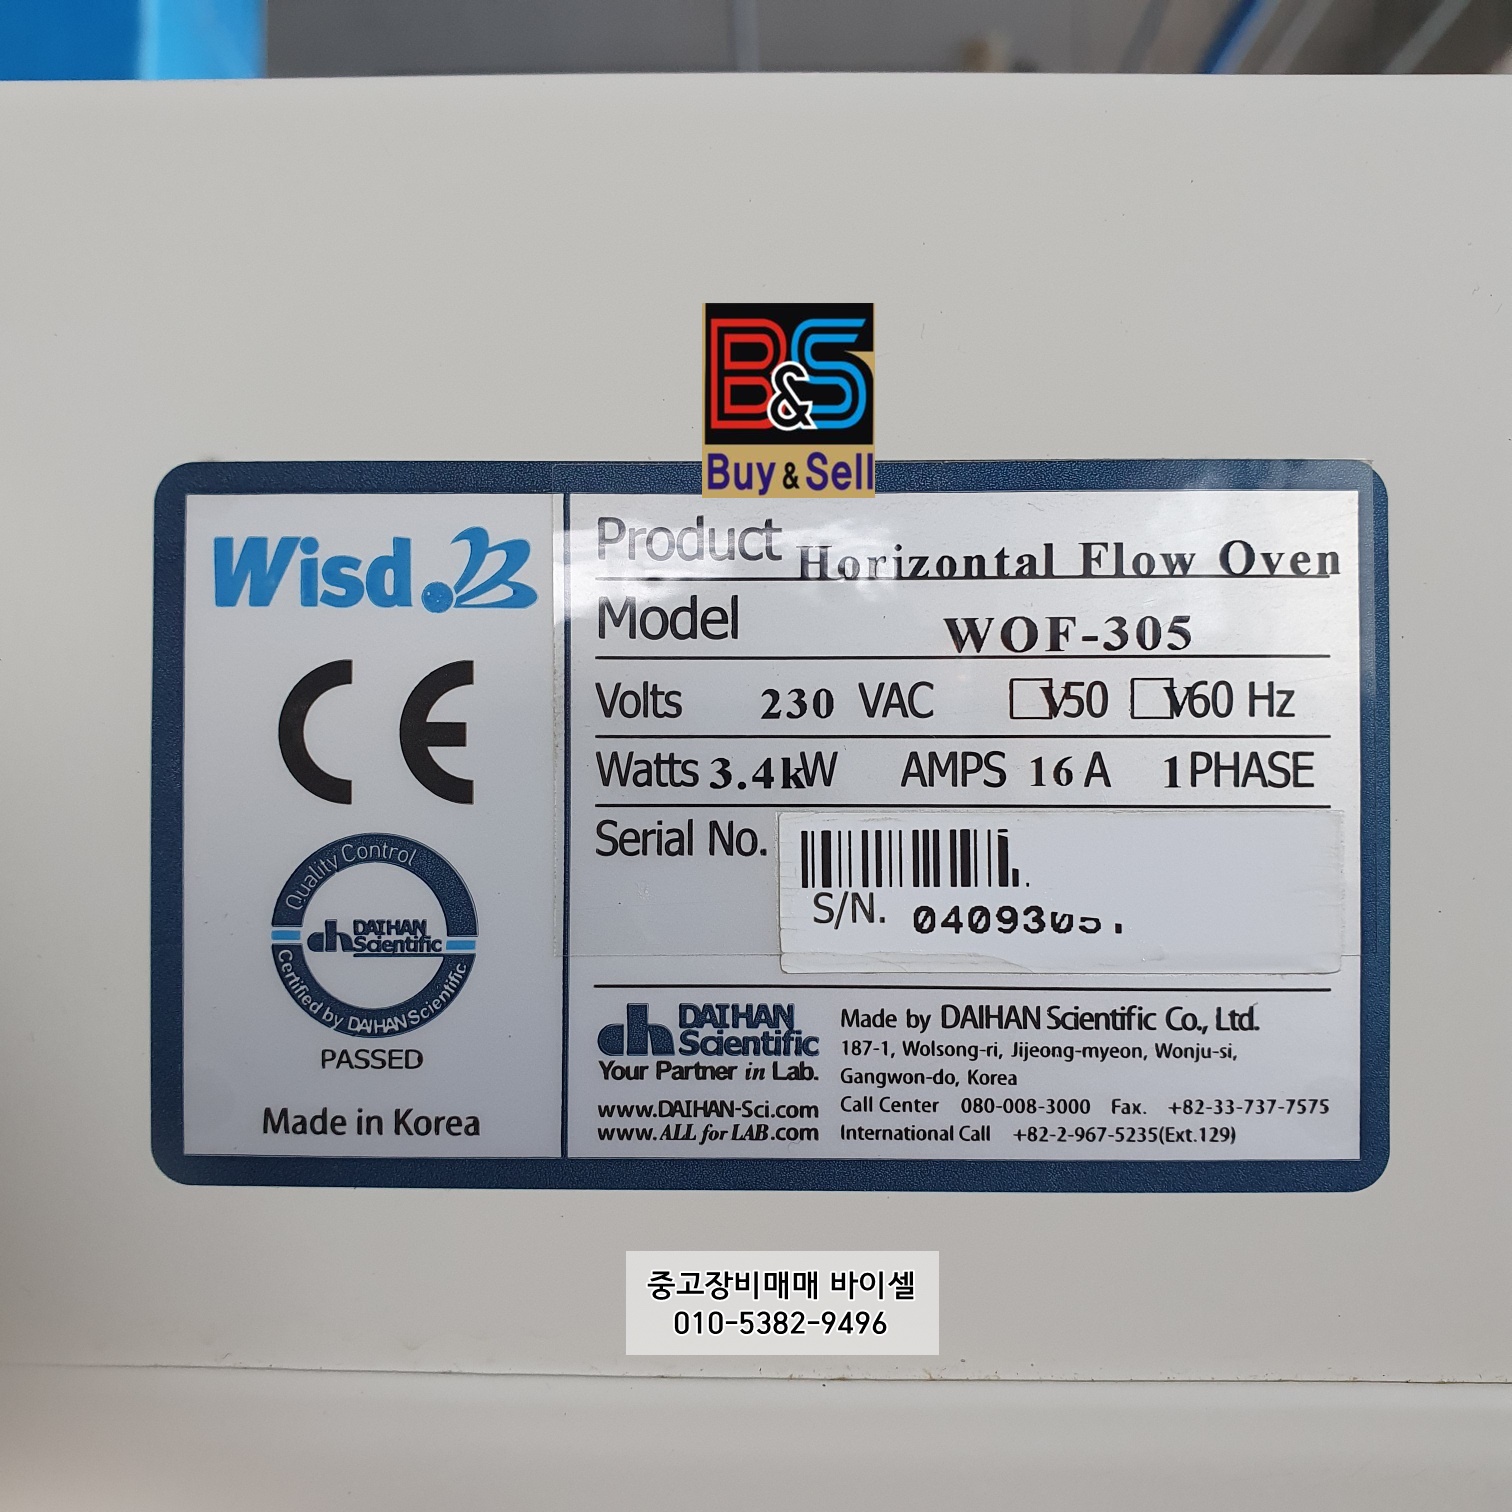 B&S
Buy & Sell
Wisd.
Product Horizontal Flow Oven
Model WOF-305
Volts 230 VAC □V50 □V60 Hz
Watts 3.4kW AMPS 16 A 1 PHASE
Serial No.
S/N.
CE
Quality Control
DAIHAN
Scientific
Certified by DAIHAN Scientific
PASSED
Made in Korea
dh DAIHAN
Scientific
Your Partner in Lab.
www.DAIHAN-Sci.com
www.ALL for LAB.com
Made by DAIHAN Scientific Co., Ltd.
187-1, Wolsong-ri, Jijeong-myeon, Wonju-si,
Gangwon-do, Korea
Call Center 080-008-3000 Fax. +82-33-737-7575
International Call +82-2-967-5235(Ext.129)
중고장비매매 바이셀
010-5382-9496